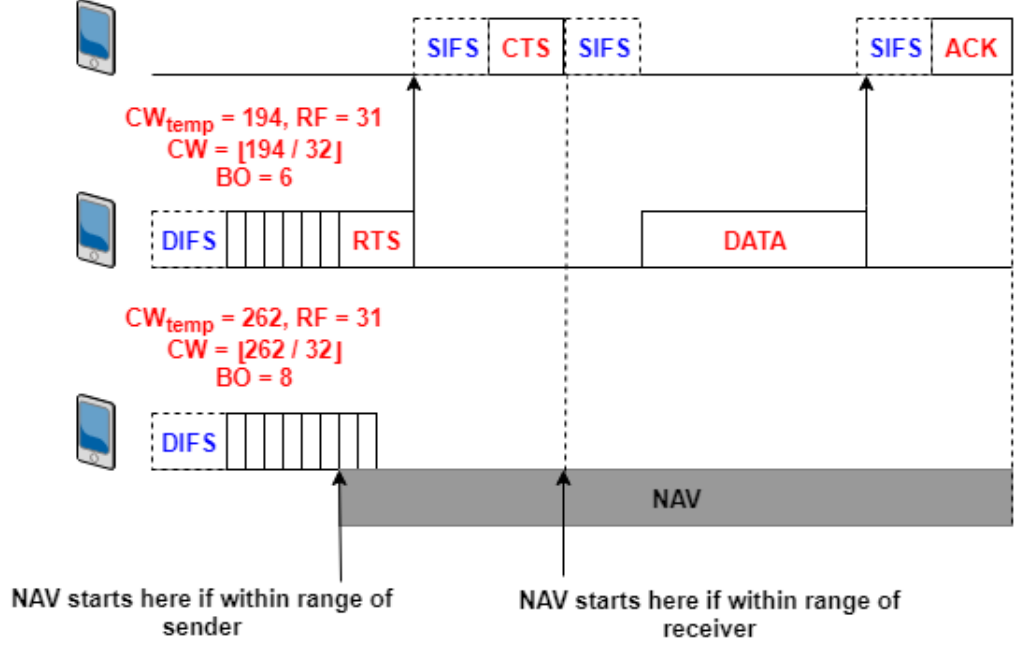 SIFS CTS SIFS SIFS ACK
CW_temp = 194, RF = 31
CW = ⌊194 / 32⌋
BO = 6
DIFS RTS DATA
CW_temp = 262, RF = 31
CW = ⌊262 / 32⌋
BO = 8
DIFS
NAV
NAV starts here if within range of
sender
NAV starts here if within range of
receiver